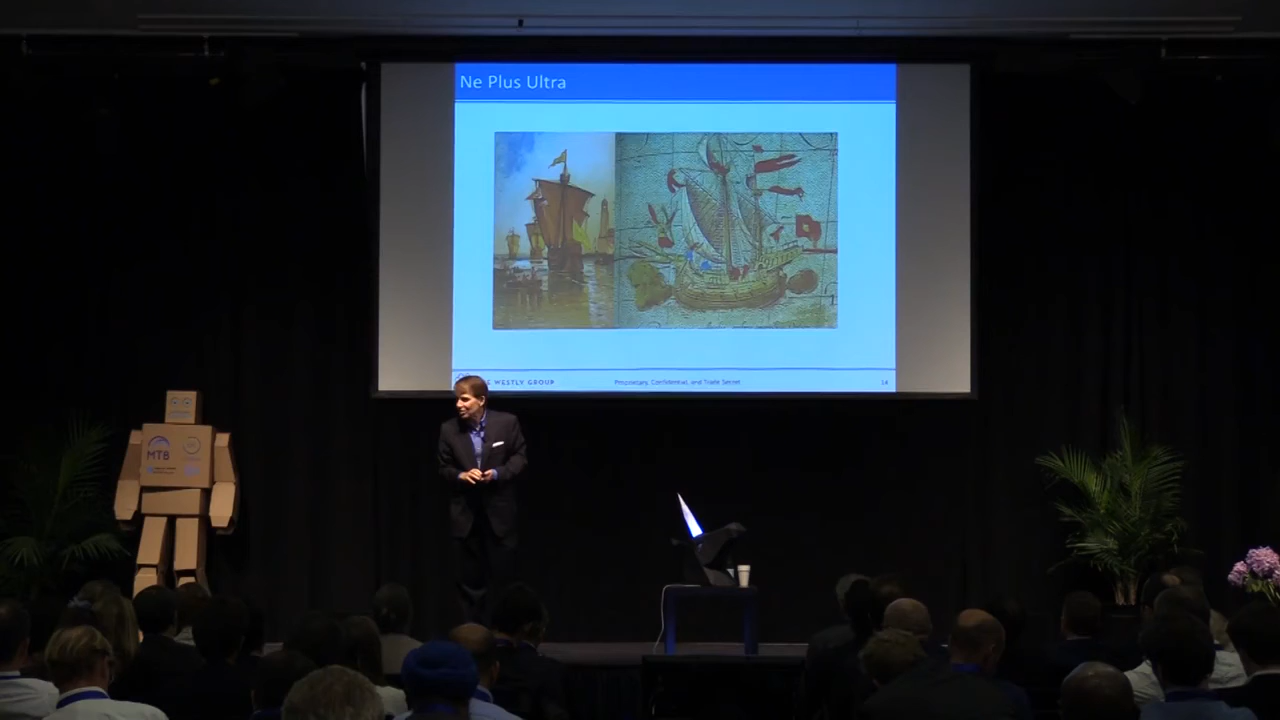 Ne Plus Ultra
WESTLY GROUP
Proprietary, Confidential, and Trade Secret
14
MTB